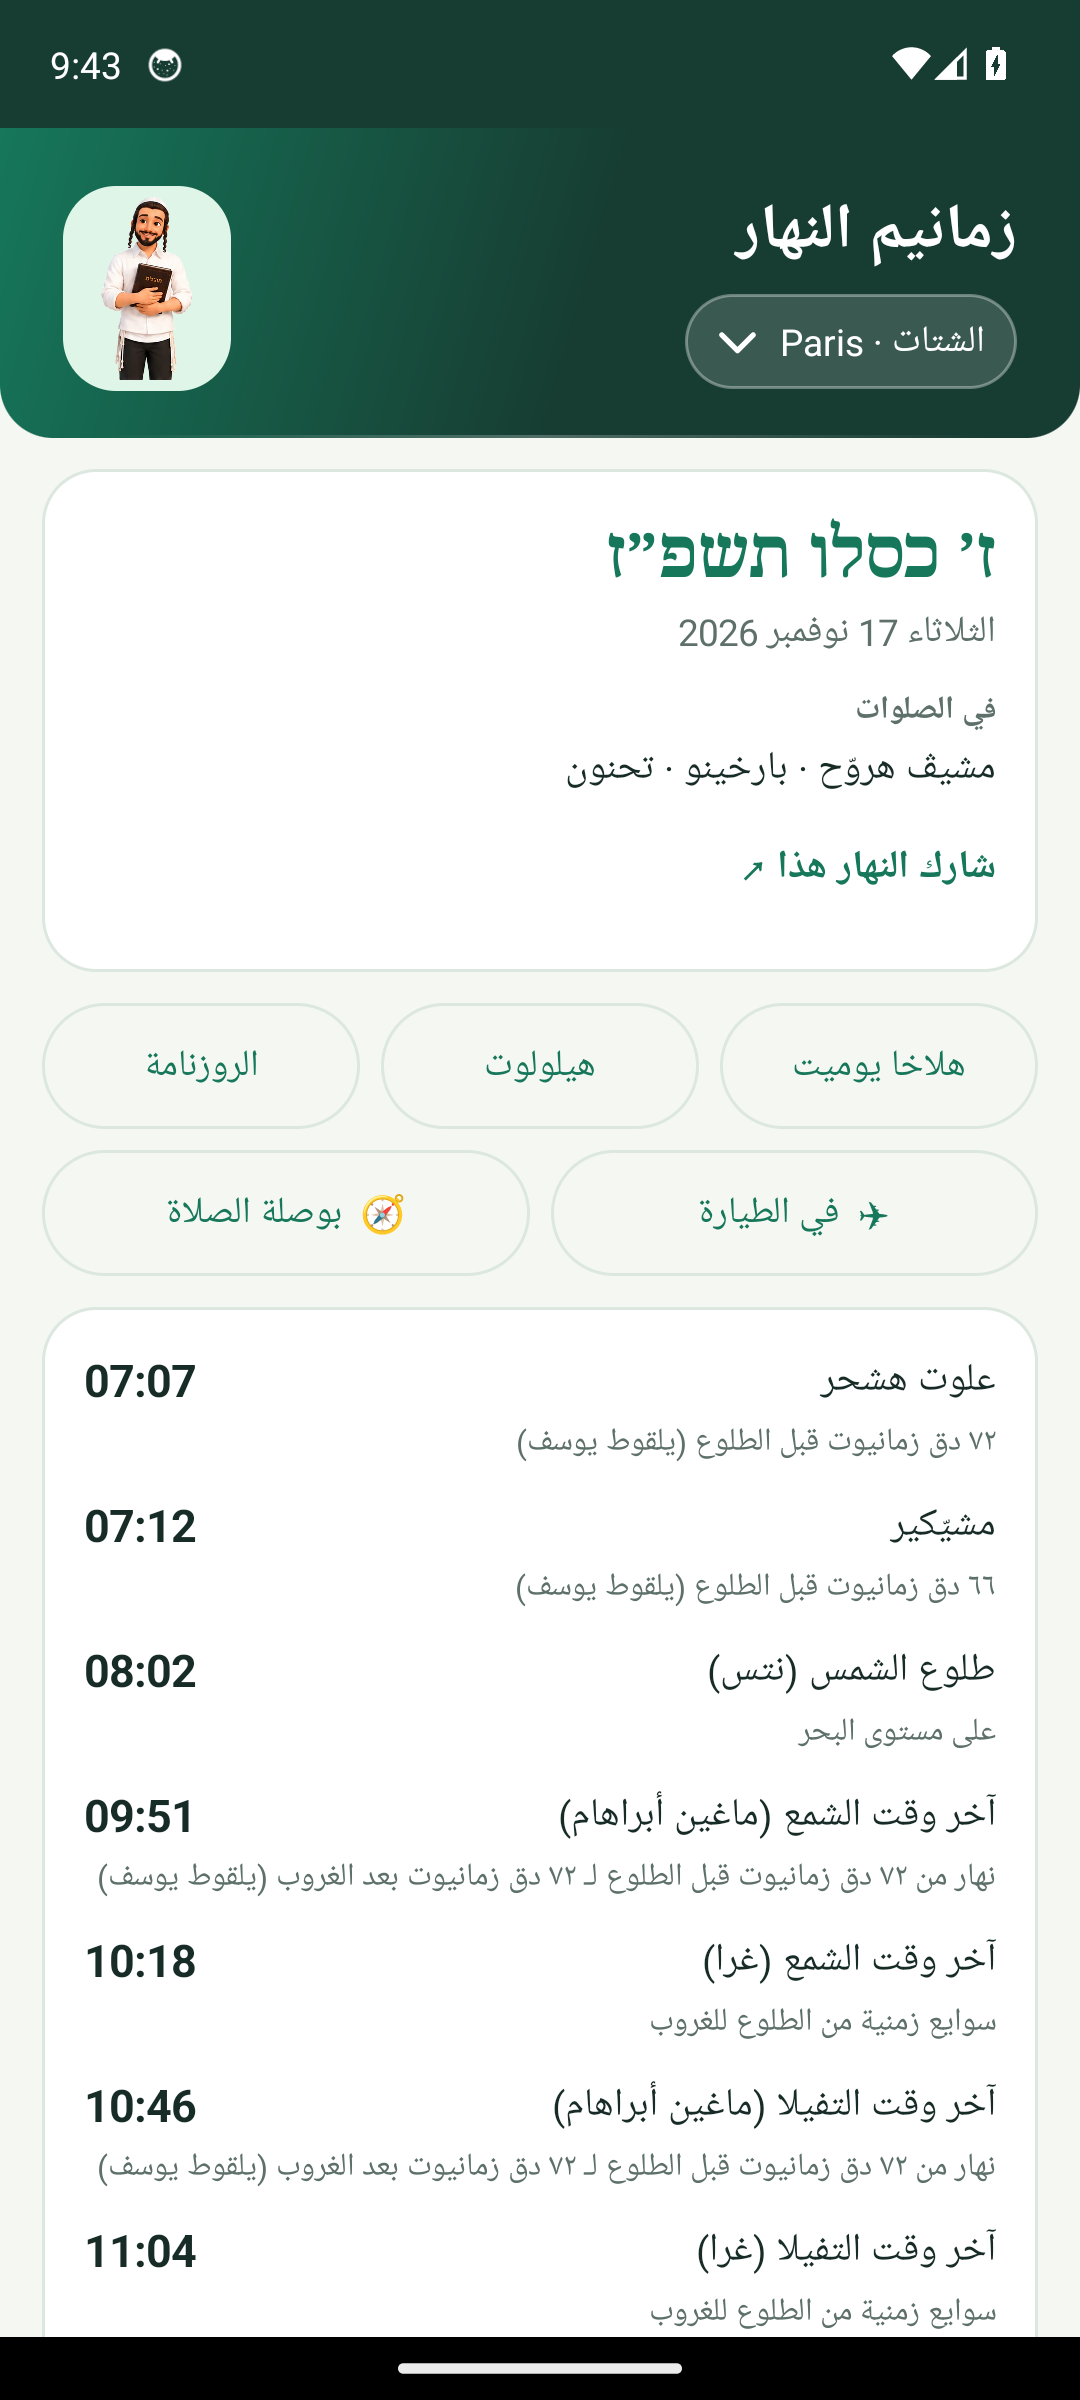 9:43
زمانيم النهار
الشتات · Paris
ז׳ כסלו תשפ״ז
الثلاثاء 17 نوفمبر 2026
في الصلوات
مشيڤ هروّح · بارخينو · تحنون
شارك النهار هذا ↗
هلاخا يوميت
هيلولوت
الروزنامة
✈ في الطيارة
🧭 بوصلة الصلاة
علوت هشحر 07:07
٧٢ دق زمانيوت قبل الطلوع (يلقوط يوسف)
مشيّكير 07:12
٦٦ دق زمانيوت قبل الطلوع (يلقوط يوسف)
طلوع الشمس (نتس) 08:02
على مستوى البحر
آخر وقت الشمع (ماغين أبراهام) 09:51
نهار من ٧٢ دق زمانيوت قبل الطلوع لـ ٧٢ دق زمانيوت بعد الغروب (يلقوط يوسف)
آخر وقت الشمع (غرا) 10:18
سوايع زمنية من الطلوع للغروب
آخر وقت التفيلا (ماغين أبراهام) 10:46
نهار من ٧٢ دق زمانيوت قبل الطلوع لـ ٧٢ دق زمانيوت بعد الغروب (يلقوط يوسف)
آخر وقت التفيلا (غرا) 11:04
سوايع زمنية من الطلوع للغروب